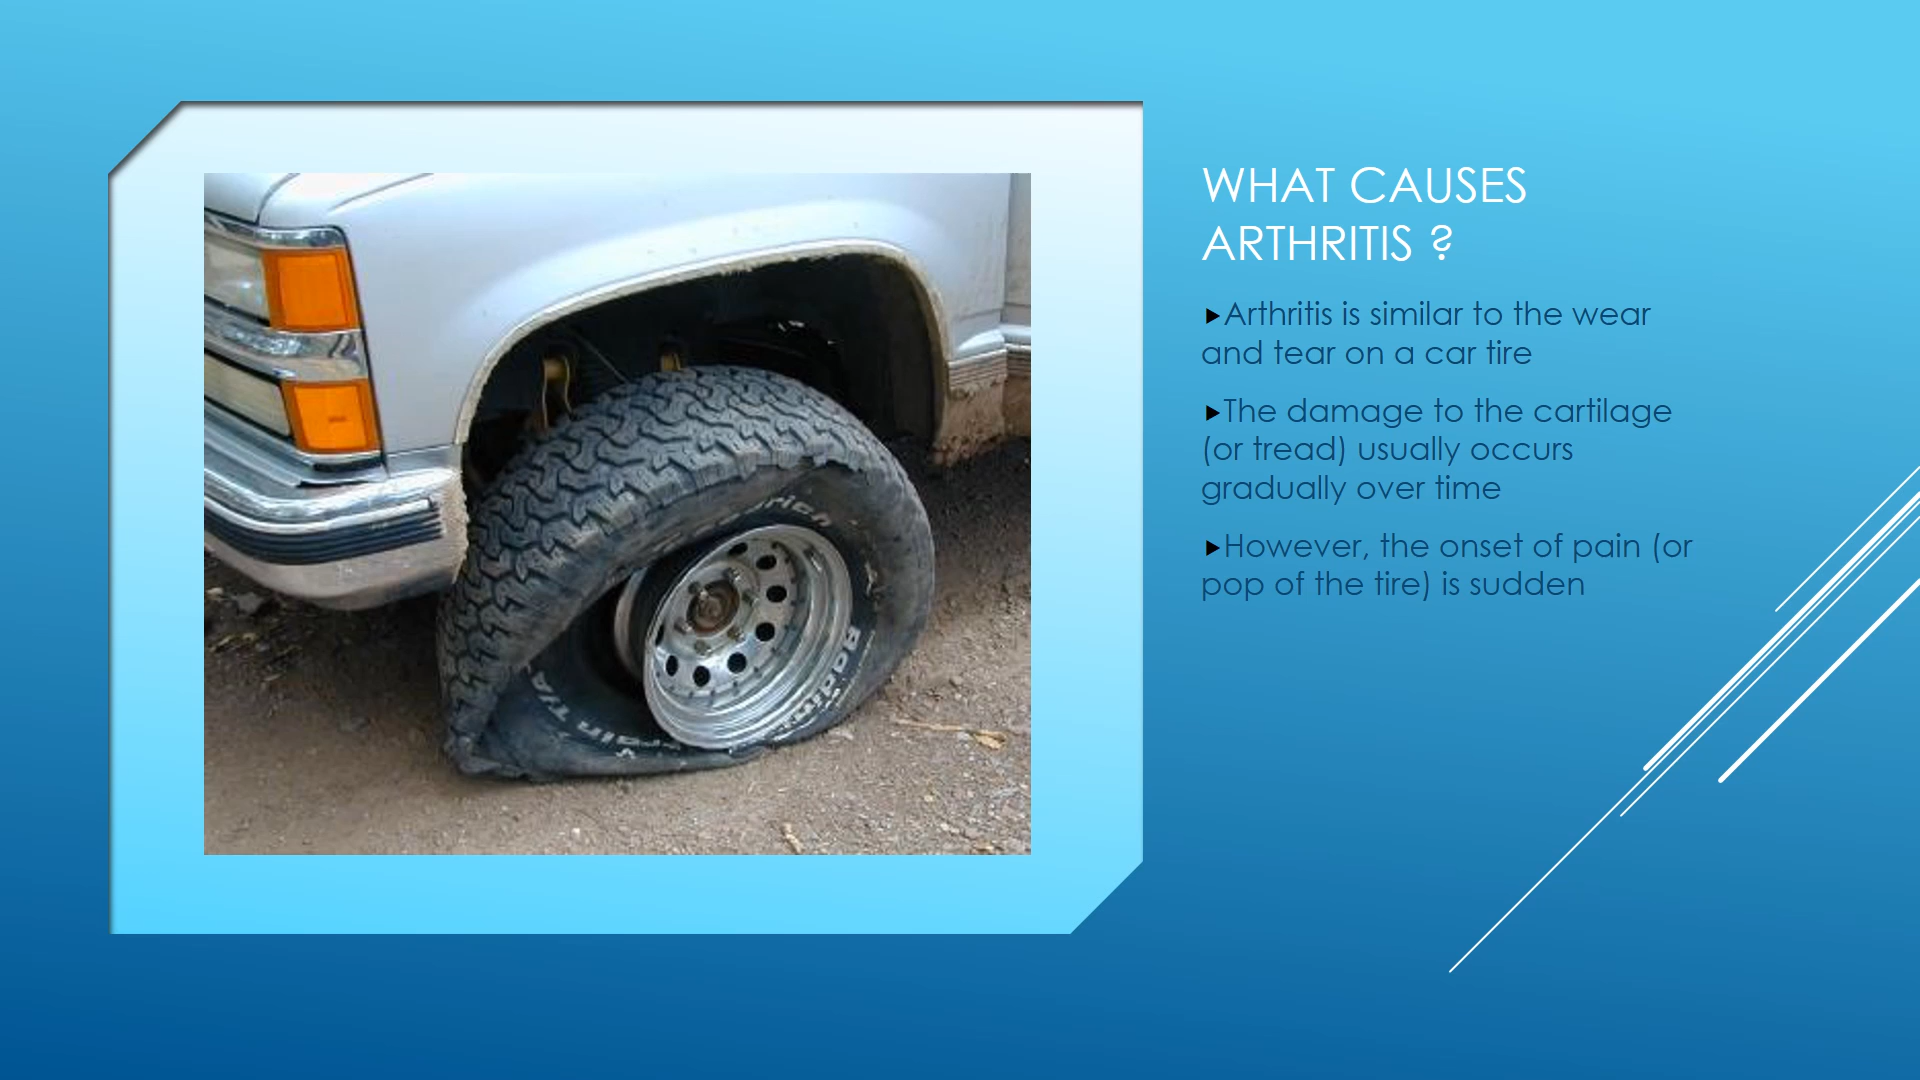 WHAT CAUSES
ARTHRITIS ?
Arthritis is similar to the wear
and tear on a car tire
The damage to the cartilage
(or tread) usually occurs
gradually over time
However, the onset of pain (or
pop of the tire) is sudden